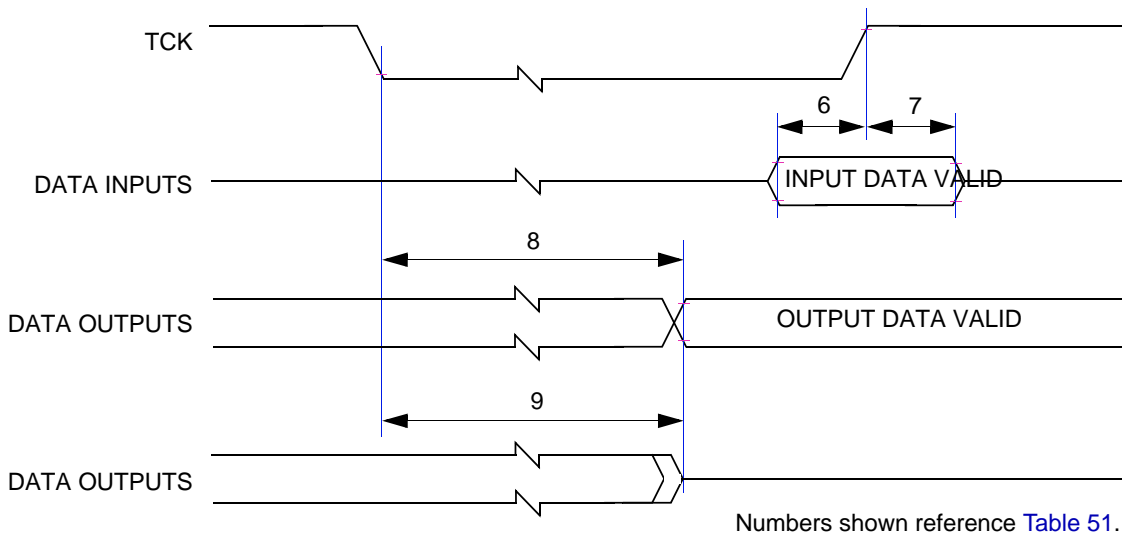 TCK
6
7
DATA INPUTS
INPUT DATA VALID
8
DATA OUTPUTS
OUTPUT DATA VALID
9
DATA OUTPUTS
Numbers shown reference Table 51.